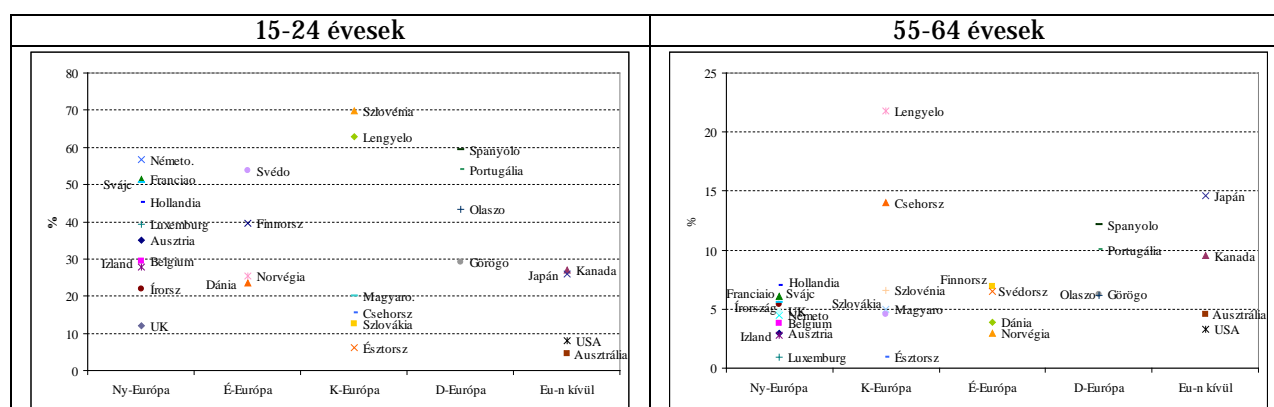 15-24 évesek
55-64 évesek
80
70
60
50
40
30
20
10
0
%
Szlovénia
Lengyelo
Spanyolo
Németo.
Svédo
Portugália
Svájc
Franciao
Hollandia
Olaszo
Luxemburg
Finnorsz
Ausztria
Izland
Belgium
Görögo
Norvégia
Dánia
Japán
Kanada
Írorsz
Magyaro.
Csehorsz
UK
Szlovákia
Észtorsz
USA
Ausztrália
Ny-Európa
É-Európa
K-Európa
D-Európa
Eu-n kívül
25
20
15
10
5
0
%
Lengyelo
Japán
Csehorsz
Spanyolo
Portugália
Kanada
Hollandia
Franciaio
Svájc
Írország
UK
Németo
Belgium
Izland
Ausztria
Luxemburg
Szlovénia
Szlovákia
Magyaro
Észtorsz
Finnorsz
Svédorsz
Dánia
Norvégia
Olaszo
Görögo
Ausztrália
USA
Ny-Európa
K-Európa
É-Európa
D-Európa
Eu-n kívül